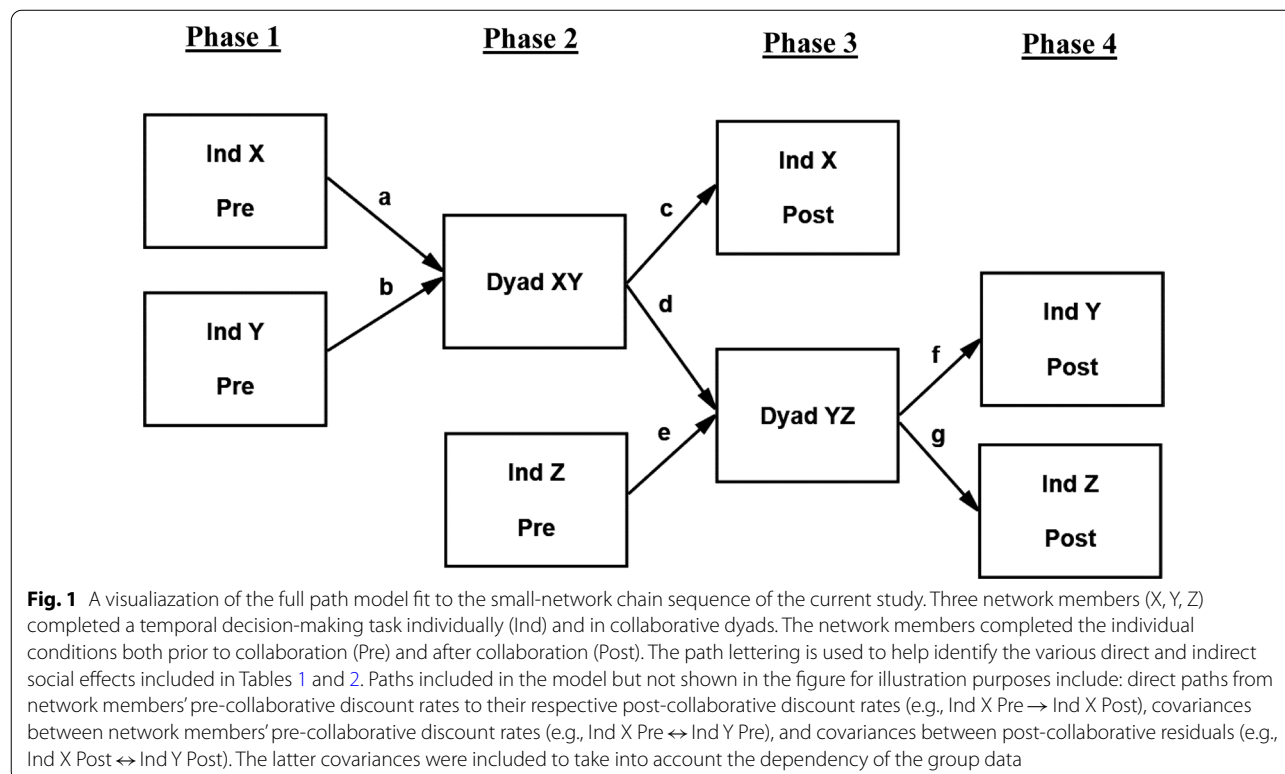 Phase 1
Phase 2
Phase 3
Phase 4
Ind X
Pre
a
Ind Y
Pre
b
Dyad XY
c
d
Ind X
Post
Ind Z
Pre
e
Dyad YZ
f
g
Ind Y
Post
Ind Z
Post
Fig. 1 A visualiazation of the full path model fit to the small-network chain sequence of the current study. Three network members (X, Y, Z)
completed a temporal decision-making task individually (Ind) and in collaborative dyads. The network members completed the individual
conditions both prior to collaboration (Pre) and after collaboration (Post). The path lettering is used to help identify the various direct and indirect
social effects included in Tables 1 and 2. Paths included in the model but not shown in the figure for illustration purposes include: direct paths from
network members' pre-collaborative discount rates to their respective post-collaborative discount rates (e.g., Ind X Pre → Ind X Post), covariances
between network members' pre-collaborative discount rates (e.g., Ind X Pre ↔ Ind Y Pre), and covariances between post-collaborative residuals (e.g.,
Ind X Post ↔ Ind Y Post). The latter covariances were included to take into account the dependency of the group data